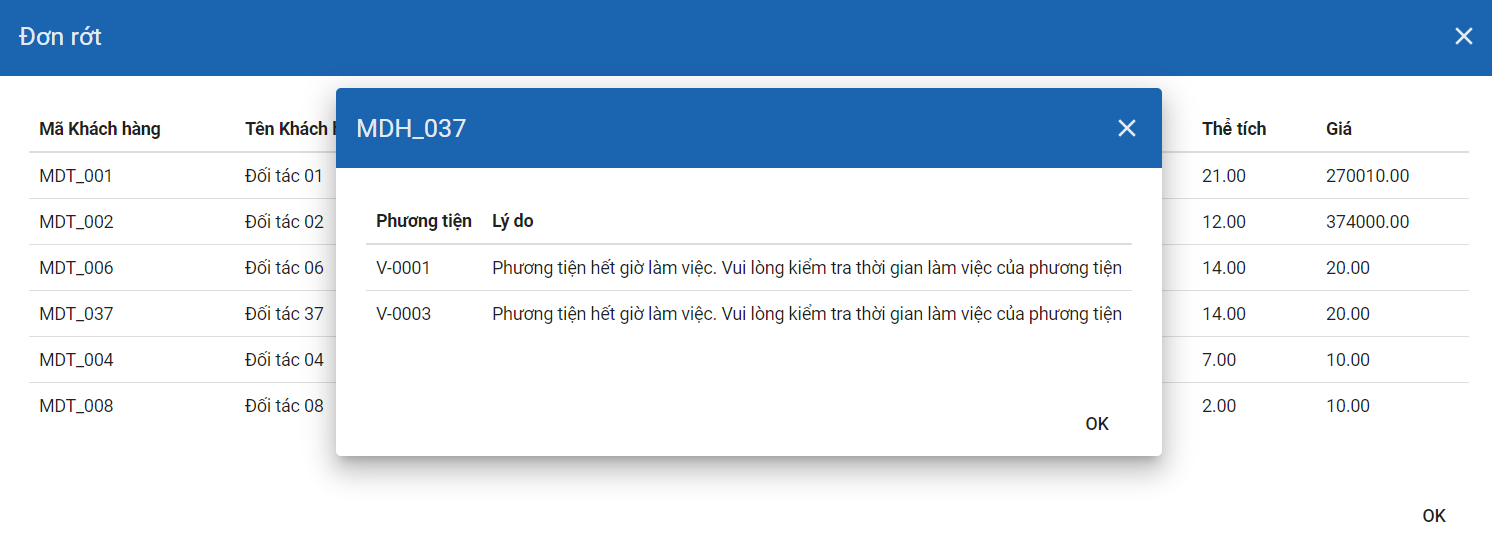 Đơn rớt
Mã Khách hàng Tên Khách Thể tích Giá
MDT_001 Đối tác 01 21.00 270010.00
MDT_002 Đối tác 02 12.00 374000.00
MDT_006 Đối tác 06 14.00 20.00
MDT_037 Đối tác 37 14.00 20.00
MDT_004 Đối tác 04 7.00 10.00
MDT_008 Đối tác 08 2.00 10.00
MDH_037
Phương tiện Lý do
V-0001 Phương tiện hết giờ làm việc. Vui lòng kiểm tra thời gian làm việc của phương tiện
V-0003 Phương tiện hết giờ làm việc. Vui lòng kiểm tra thời gian làm việc của phương tiện
OK
OK